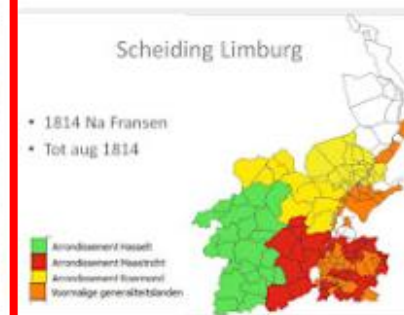 Scheiding Limburg
• 1814 Na Fransen
• Tot aug 1814
Arrondissement Hasselt
Arrondissement Maastricht
Arrondissement Roermond
Voormalige generaliteitslanden